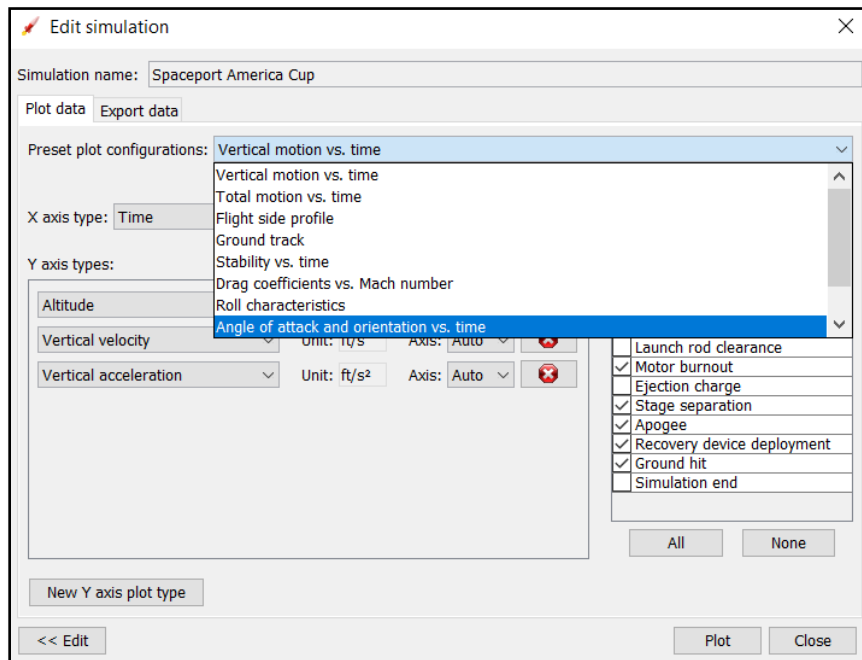 Edit simulation
Simulation name: Spaceport America Cup
Plot data Export data
Preset plot configurations: Vertical motion vs. time
Vertical motion vs. time
Total motion vs. time
X axis type: Time
Flight side profile
Ground track
Y axis types:
Stability vs. time
Drag coefficients vs. Mach number
Altitude
Roll characteristics
Angle of attack and orientation vs. time
Vertical velocity Unit: ft/s Axis: Auto
Launch rod clearance
Vertical acceleration Unit: ft/s² Axis: Auto
Motor burnout
Ejection charge
Stage separation
Apogee
Recovery device deployment
Ground hit
Simulation end
All None
New Y axis plot type
<< Edit Plot Close